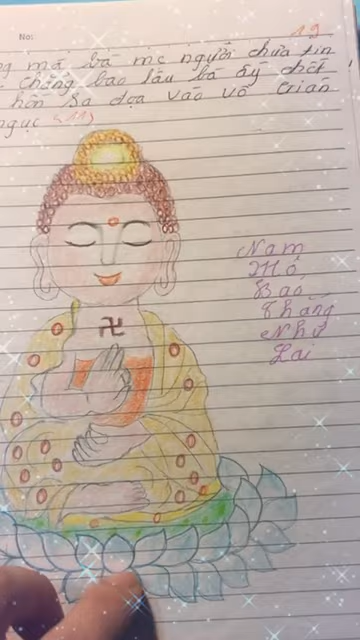 No:
19
g mà bà mẹ người chưa tin
. Chẳng bao lâu bà ấy chết
hồn sa đọa vào vô gián
ngục (11)
Nam
Mô
Bảo
Thắng
Như
Lai